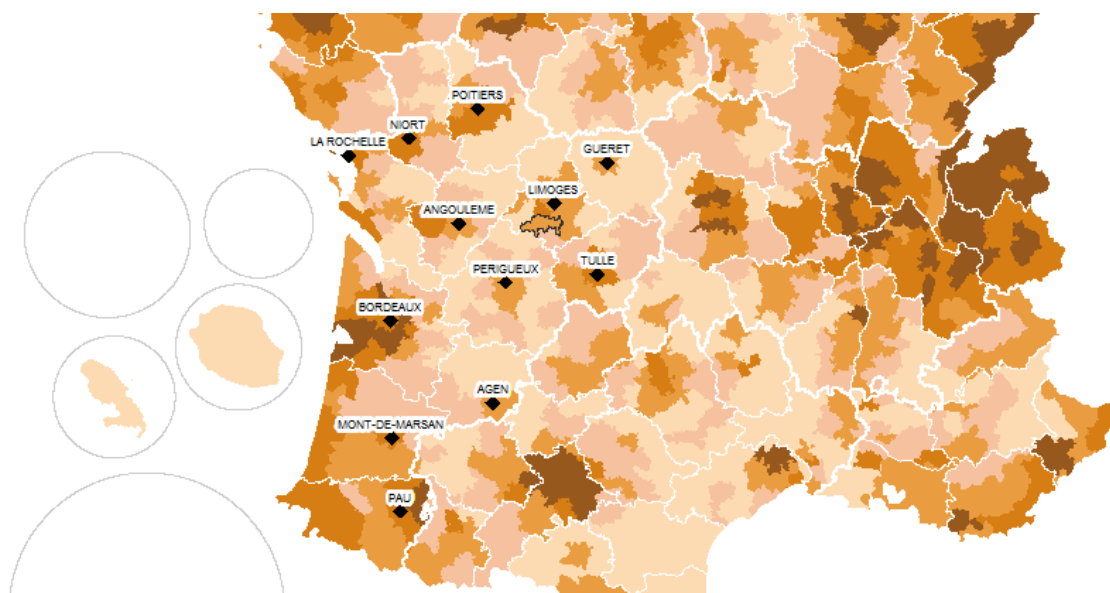 POITIERS
NIORT
LA ROCHELLE
GUERET
LIMOGES
ANGOULEME
TULLE
PERIGUEUX
BORDEAUX
AGEN
MONT-DE-MARSAN
PAU